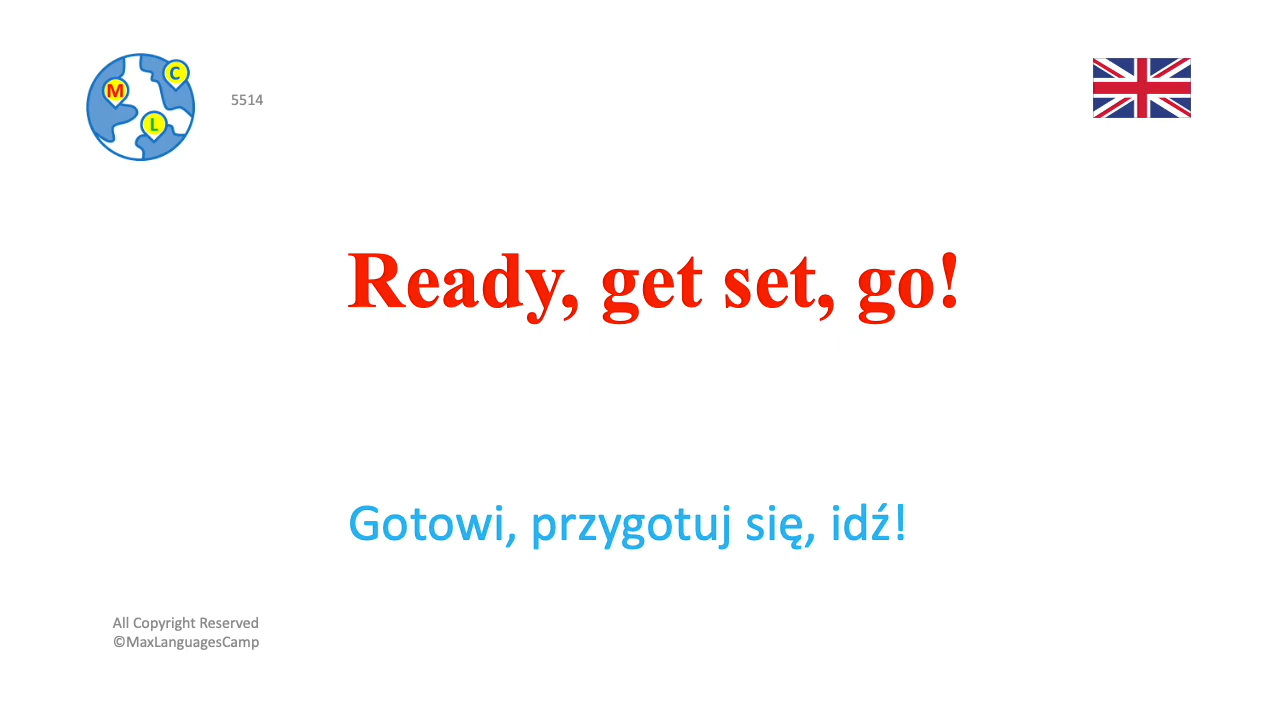 C
M
L
5514
Ready, get set, go!
Gotowi, przygotuj się, idź!
All Copyright Reserved
©MaxLanguagesCamp